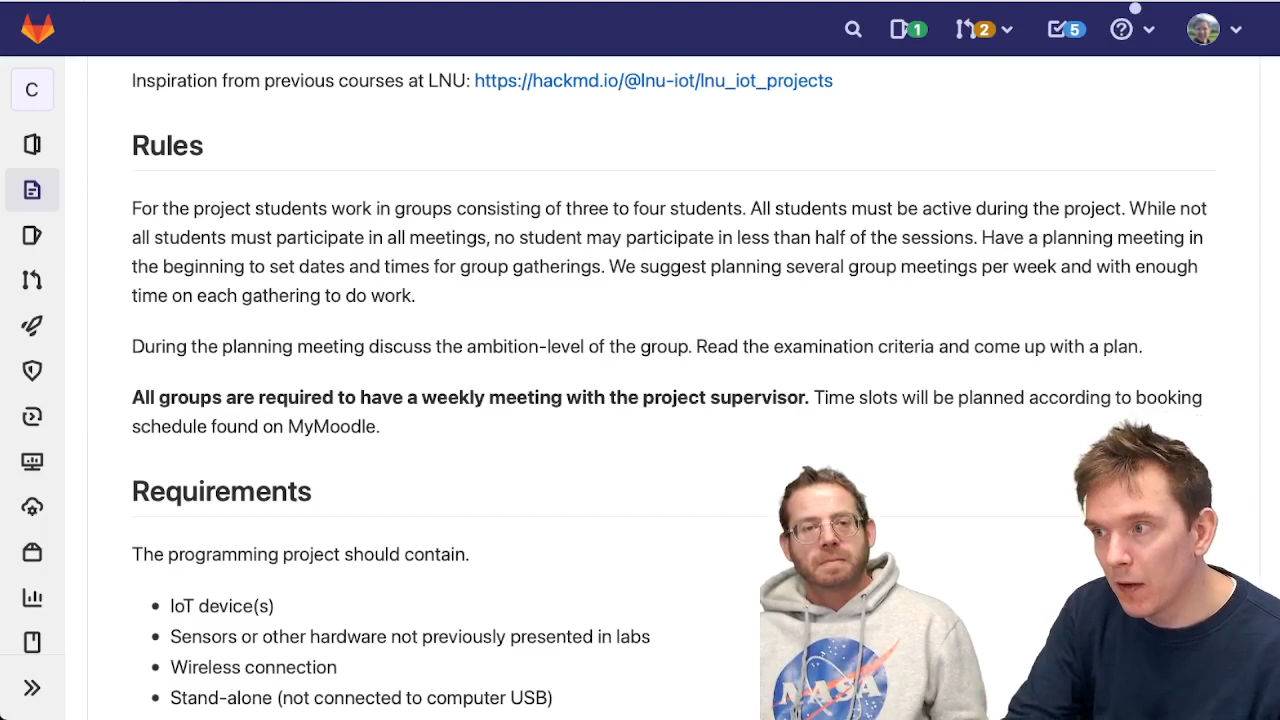 1
2
5
C
Inspiration from previous courses at LNU: https://hackmd.io/@lnu-iot/lnu_iot_projects
Rules
For the project students work in groups consisting of three to four students. All students must be active during the project. While not
all students must participate in all meetings, no student may participate in less than half of the sessions. Have a planning meeting in
the beginning to set dates and times for group gatherings. We suggest planning several group meetings per week and with enough
time on each gathering to do work.
During the planning meeting discuss the ambition-level of the group. Read the examination criteria and come up with a plan.
All groups are required to have a weekly meeting with the project supervisor. Time slots will be planned according to booking
schedule found on MyMoodle.
Requirements
The programming project should contain.
IoT device(s)
Sensors or other hardware not previously presented in labs
Wireless connection
Stand-alone (not connected to computer USB)
NASA